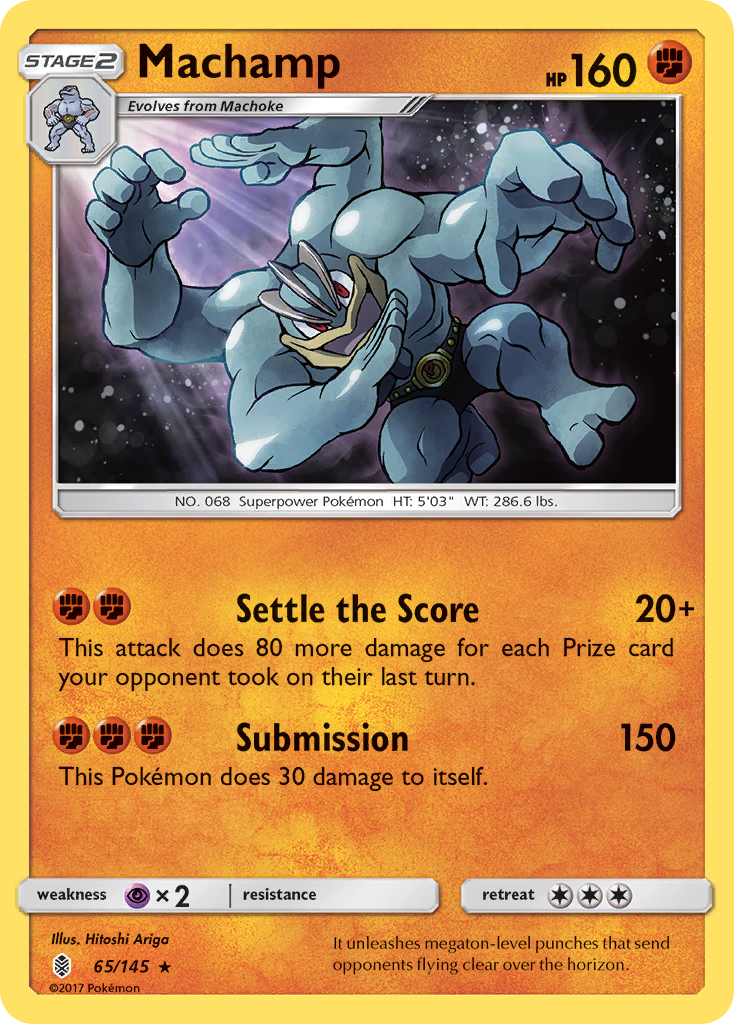 STAGE2
Machamp
HP 160
Evolves from Machoke
NO. 068 Superpower Pokémon HT: 5'03" WT: 286.6 lbs.
Settle the Score 20+
This attack does 80 more damage for each Prize card
your opponent took on their last turn.
Submission 150
This Pokémon does 30 damage to itself.
weakness ×2 resistance retreat
Illus. Hitoshi Ariga
65/145 ★
©2017 Pokémon
It unleashes megaton-level punches that send
opponents flying clear over the horizon.